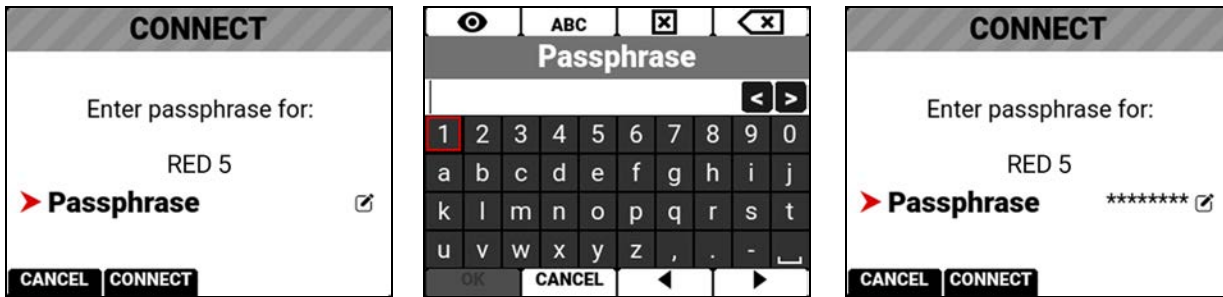 CONNECT
Enter passphrase for:
RED 5
Passphrase
CANCEL CONNECT
ABC
Passphrase
< >
1 2 3 4 5 6 7 8 9 0
a b c d e f g h i j
k l m n o p q r s t
u v w x y z , . - ⎵
OK CANCEL
CONNECT
Enter passphrase for:
RED 5
Passphrase ********
CANCEL CONNECT